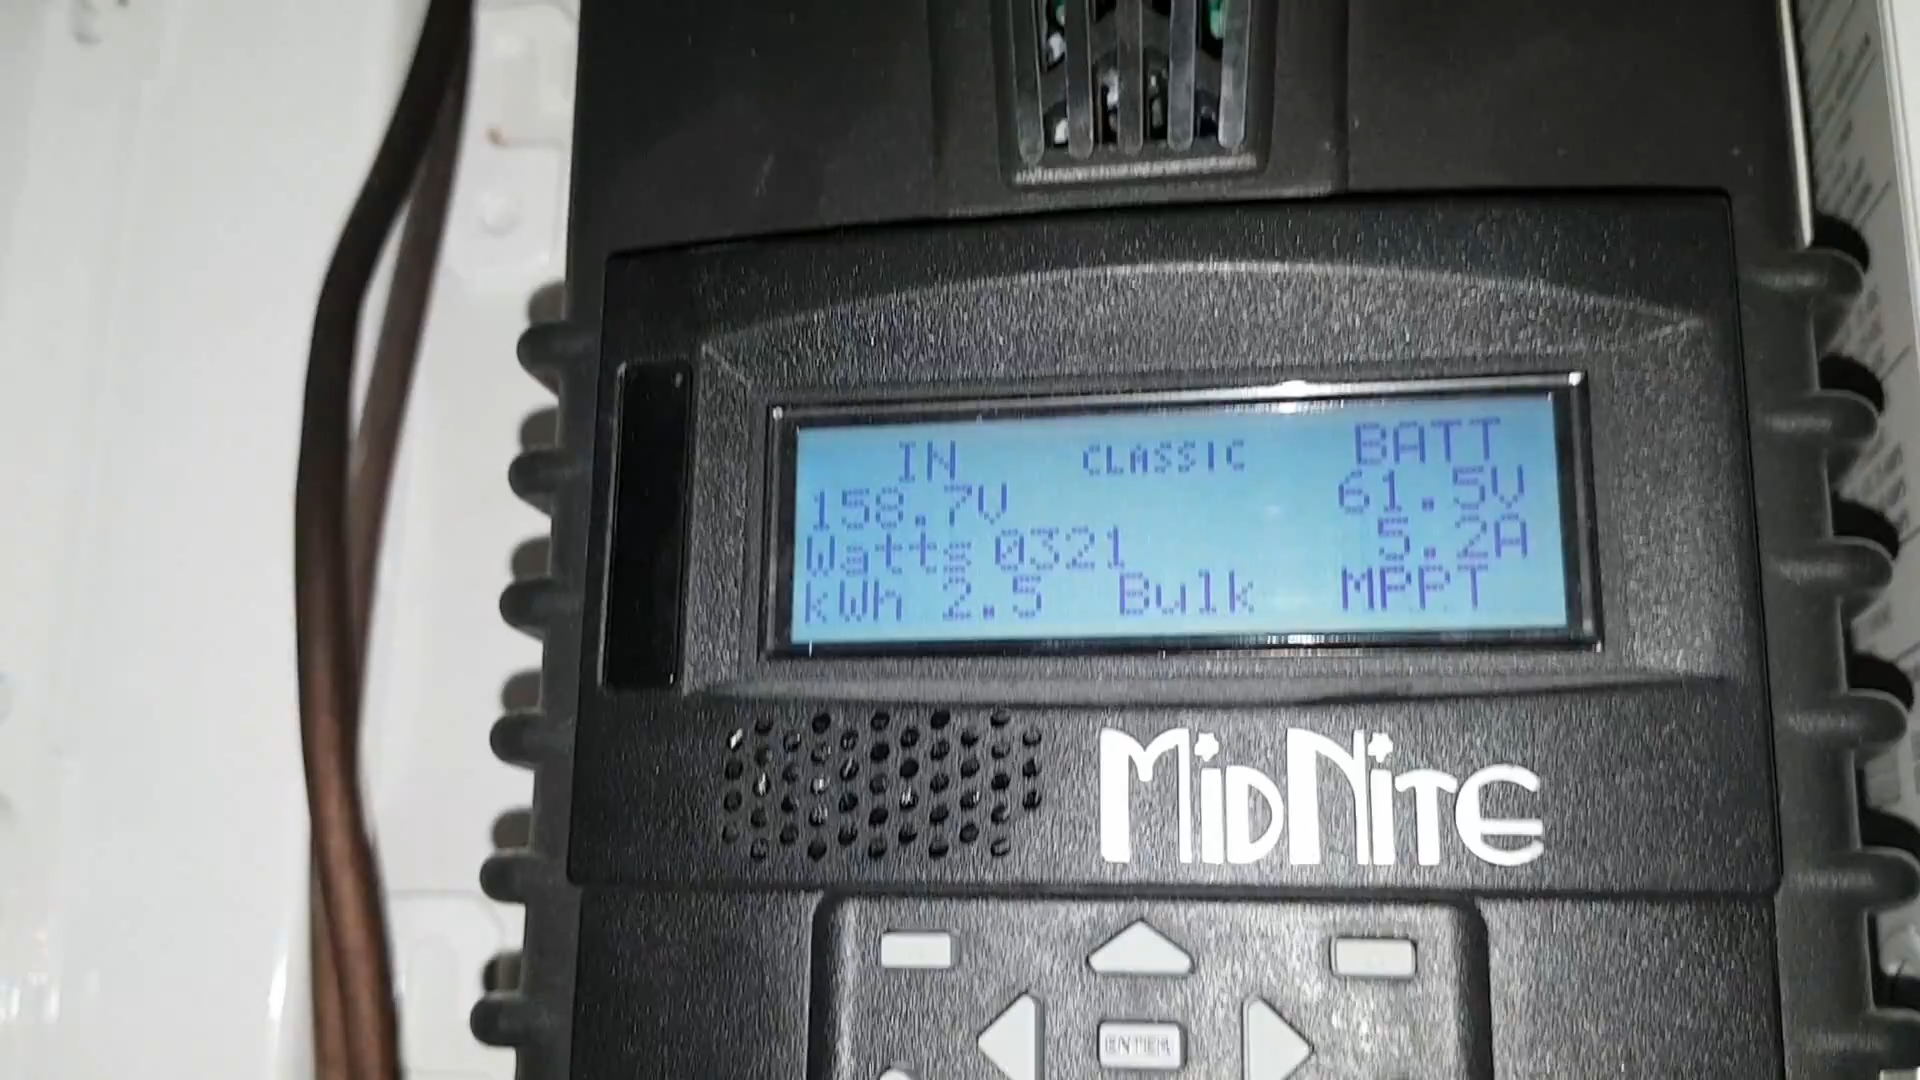 IN CLASSIC BATT
158.7V 61.5V
Watts 0321 5.2A
kWh 2.5 Bulk MPPT
MIDNITE
ENTER